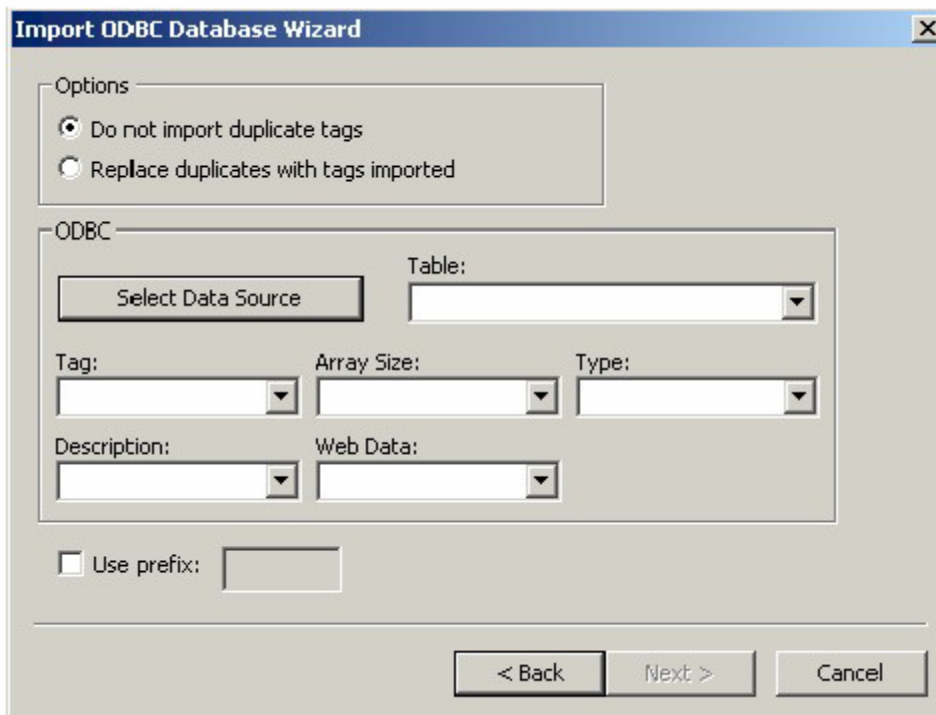 Import ODBC Database Wizard
Options
Do not import duplicate tags
Replace duplicates with tags imported
ODBC
Select Data Source
Table:
Tag:
Array Size:
Type:
Description:
Web Data:
Use prefix:
< Back
Next >
Cancel